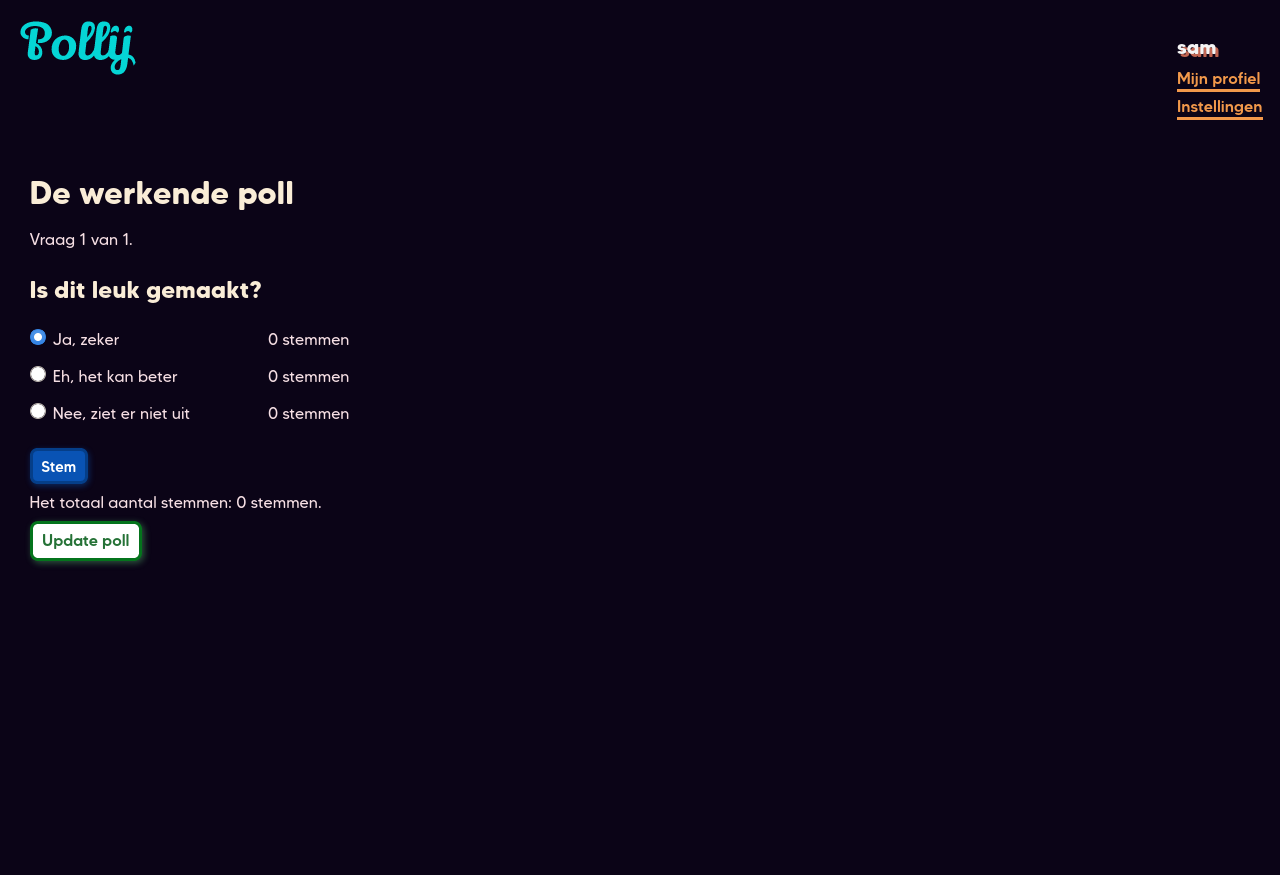 Pollij
sam
Mijn profiel
Instellingen
De werkende poll
Vraag 1 van 1.
Is dit leuk gemaakt?
Ja, zeker 0 stemmen
Eh, het kan beter 0 stemmen
Nee, ziet er niet uit 0 stemmen
Stem
Het totaal aantal stemmen: 0 stemmen.
Update poll